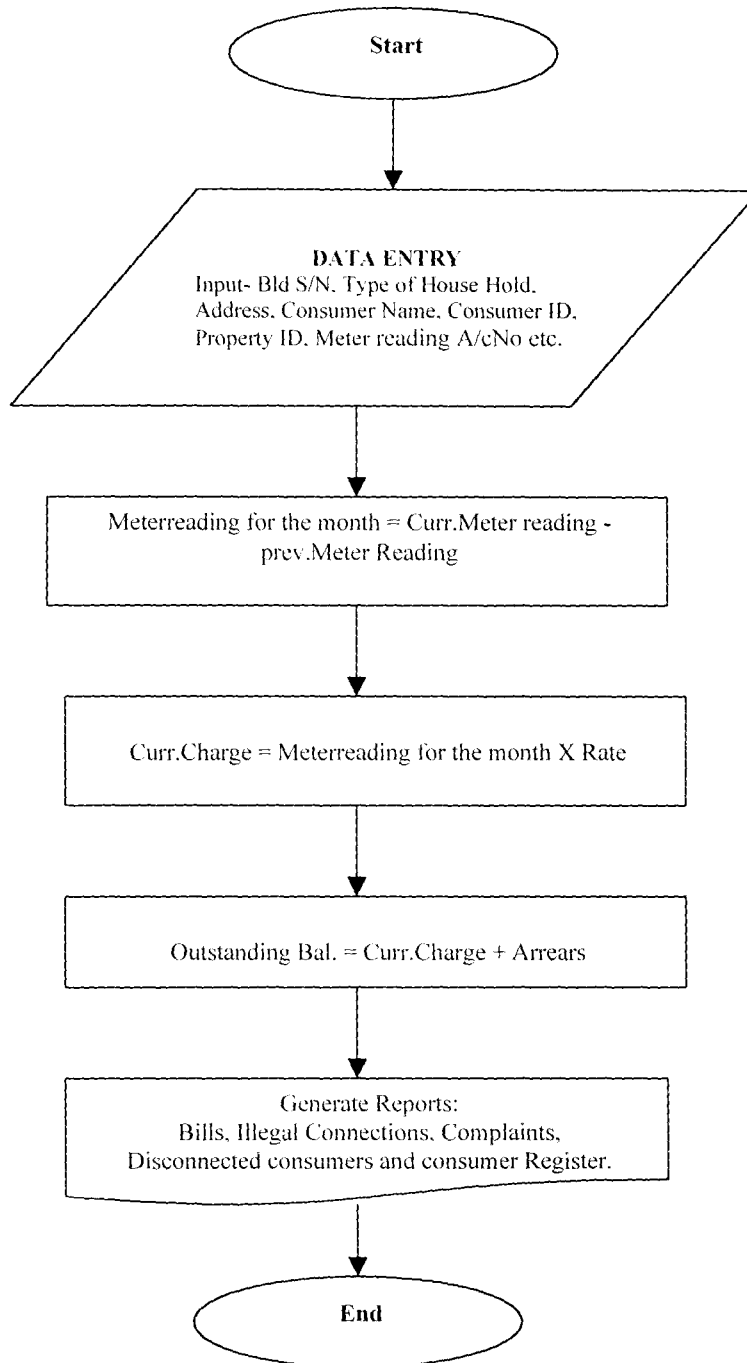 Start
DATA ENTRY
Input- Bld S/N, Type of House Hold,
Address, Consumer Name, Consumer ID,
Property ID, Meter reading A/cNo etc.
Meterreading for the month = Curr.Meter reading -
prev.Meter Reading
Curr.Charge = Meterreading for the month X Rate
Outstanding Bal. = Curr.Charge + Arrears
Generate Reports:
Bills, Illegal Connections, Complaints,
Disconnected consumers and consumer Register.
End